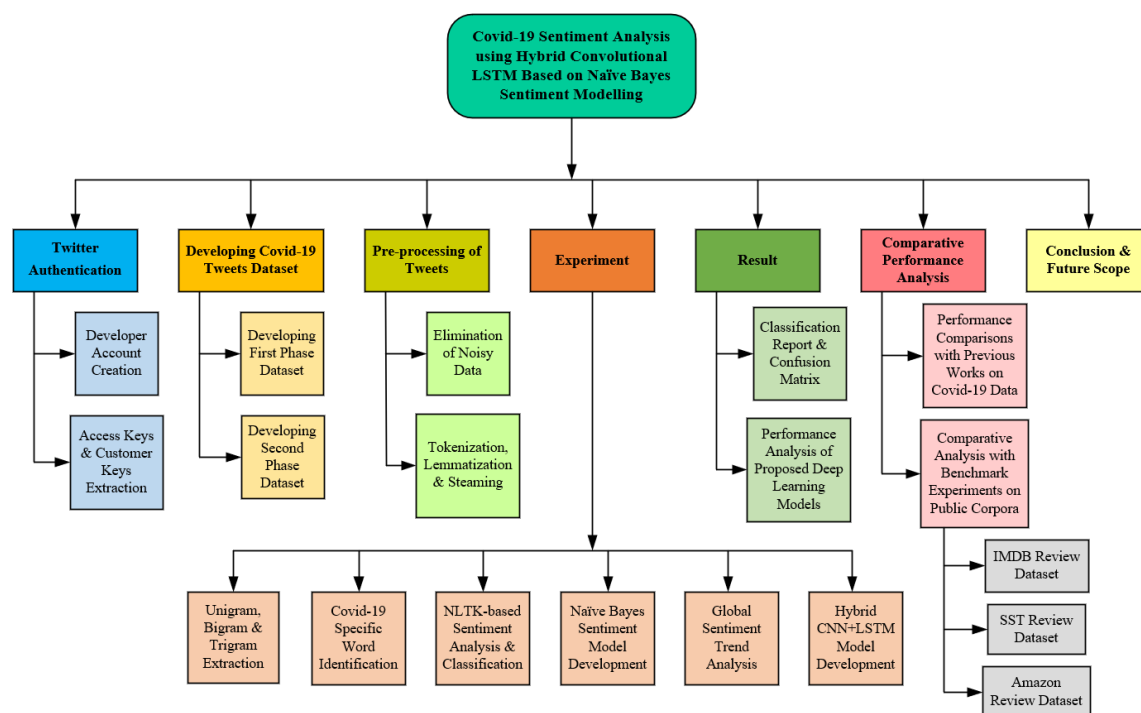 Covid-19 Sentiment Analysis
using Hybrid Convolutional
LSTM Based on Naïve Bayes
Sentiment Modelling
Twitter
Authentication
Developing Covid-19
Tweets Dataset
Pre-processing of
Tweets
Experiment
Result
Comparative
Performance
Analysis
Conclusion &
Future Scope
Developer
Account
Creation
Access Keys
& Customer
Keys
Extraction
Developing
First Phase
Dataset
Developing
Second
Phase
Dataset
Elimination
of Noisy
Data
Tokenization,
Lemmatization
& Steaming
Classification
Report &
Confusion
Matrix
Performance
Analysis of
Proposed Deep
Learning
Models
Performance
Comparisons
with Previous
Works on
Covid-19 Data
Comparative
Analysis with
Benchmark
Experiments on
Public Corpora
IMDB Review
Dataset
SST Review
Dataset
Amazon
Review Dataset
Unigram,
Bigram &
Trigram
Extraction
Covid-19
Specific
Word
Identification
NLTK-based
Sentiment
Analysis &
Classification
Naïve Bayes
Sentiment
Model
Development
Global
Sentiment
Trend
Analysis
Hybrid
CNN+LSTM
Model
Development